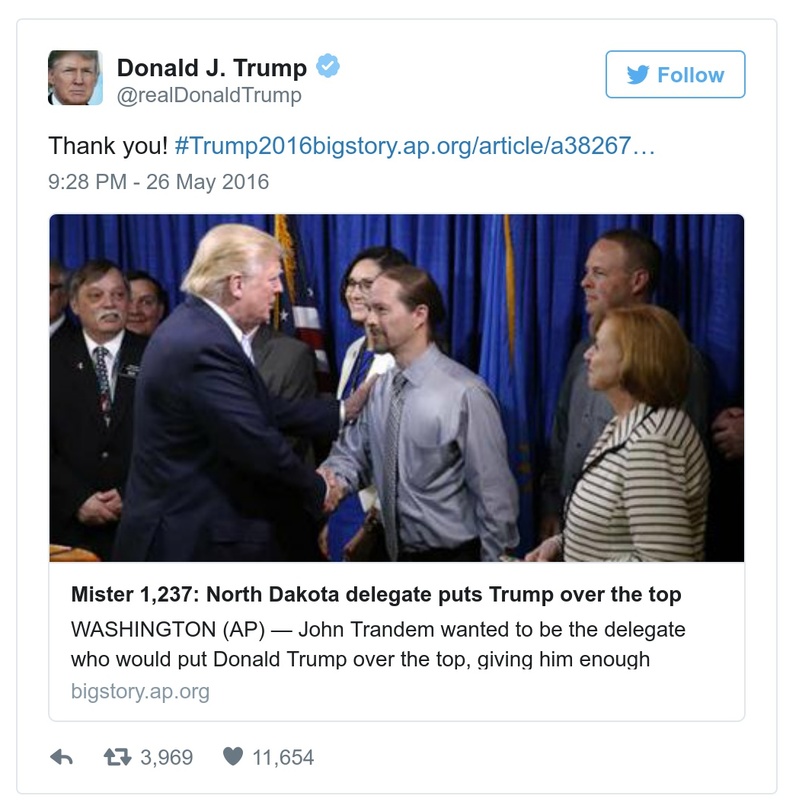 Donald J. Trump
@realDonaldTrump
Follow
Thank you! #Trump2016bigstory.ap.org/article/a38267…
9:28 PM - 26 May 2016
Mister 1,237: North Dakota delegate puts Trump over the top
WASHINGTON (AP) — John Trandem wanted to be the delegate
who would put Donald Trump over the top, giving him enough
bigstory.ap.org
3,969
11,654